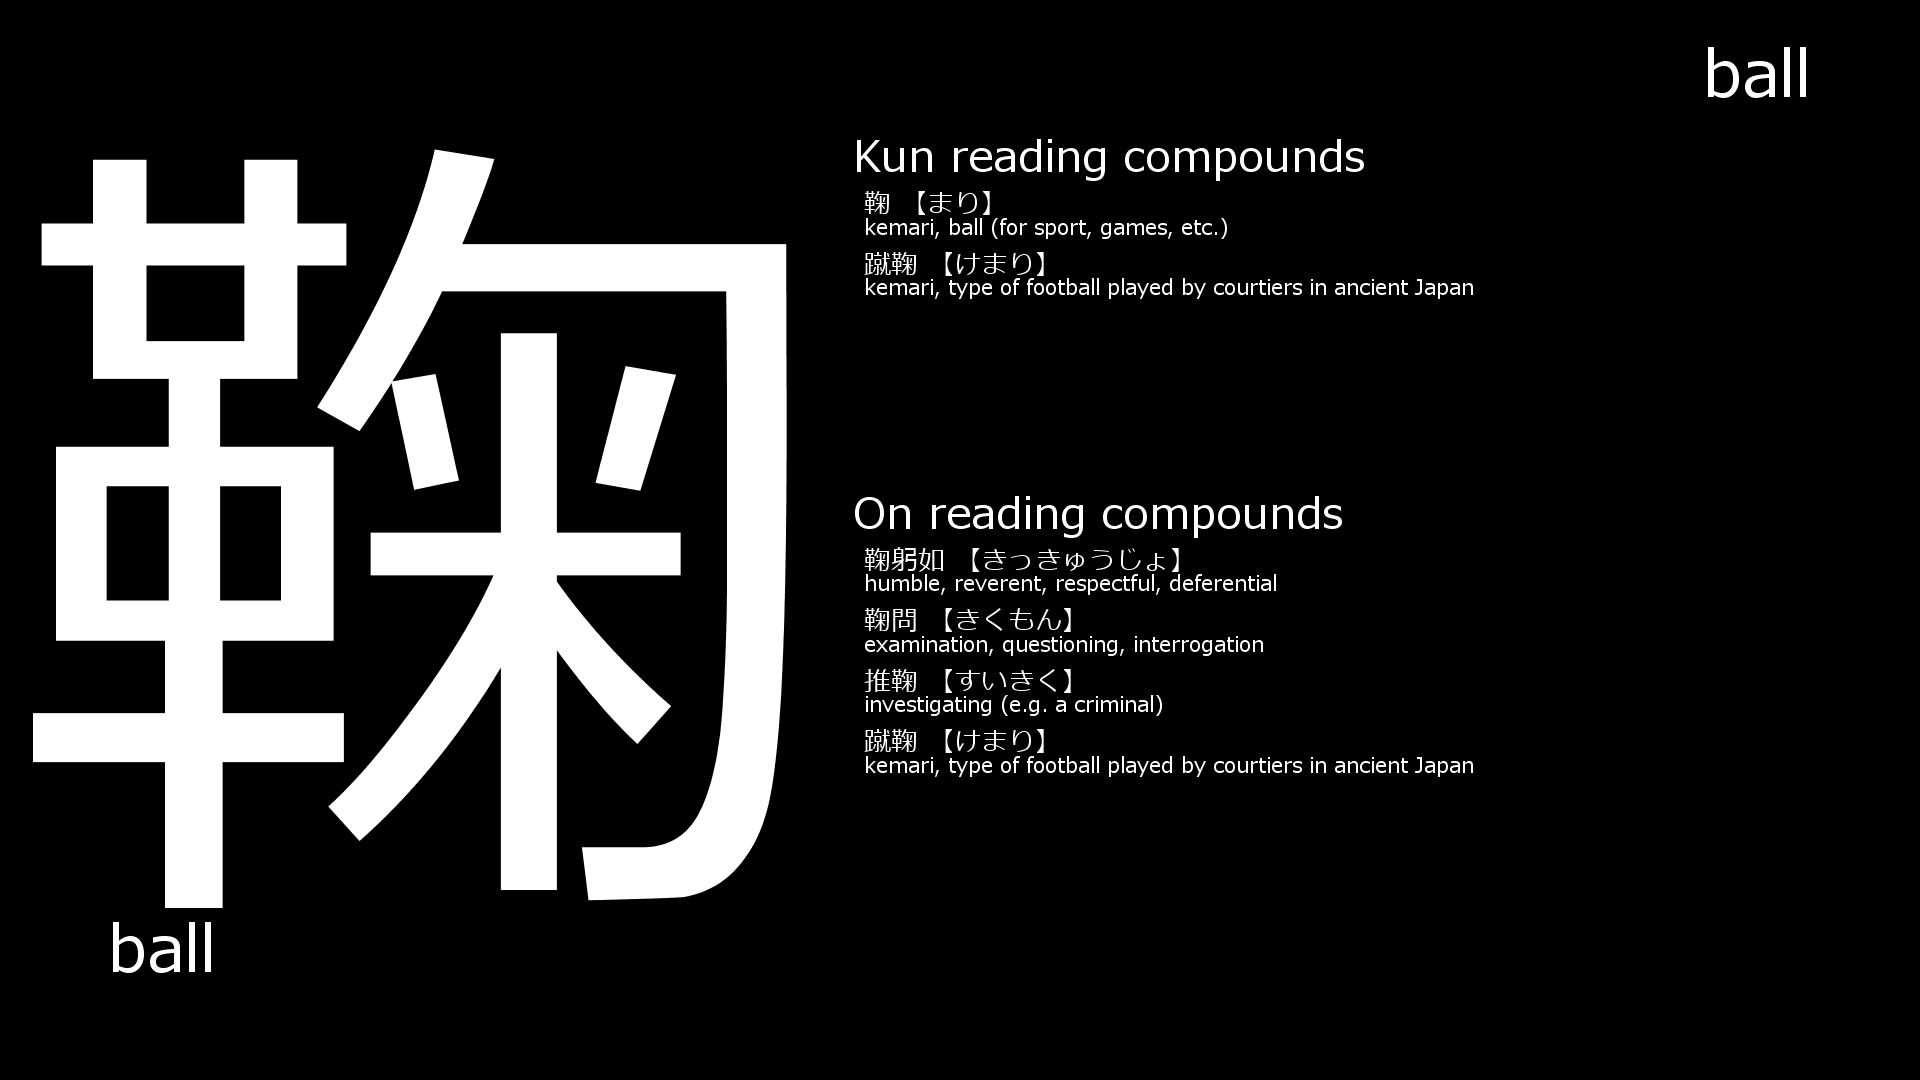 ball
鞠
ball
Kun reading compounds
鞠 【まり】
kemari, ball (for sport, games, etc.)
蹴鞠 【けまり】
kemari, type of football played by courtiers in ancient Japan
On reading compounds
鞠躬如 【きっきゅうじょ】
humble, reverent, respectful, deferential
鞠問 【きくもん】
examination, questioning, interrogation
推鞠 【すいきく】
investigating (e.g. a criminal)
蹴鞠 【けまり】
kemari, type of football played by courtiers in ancient Japan